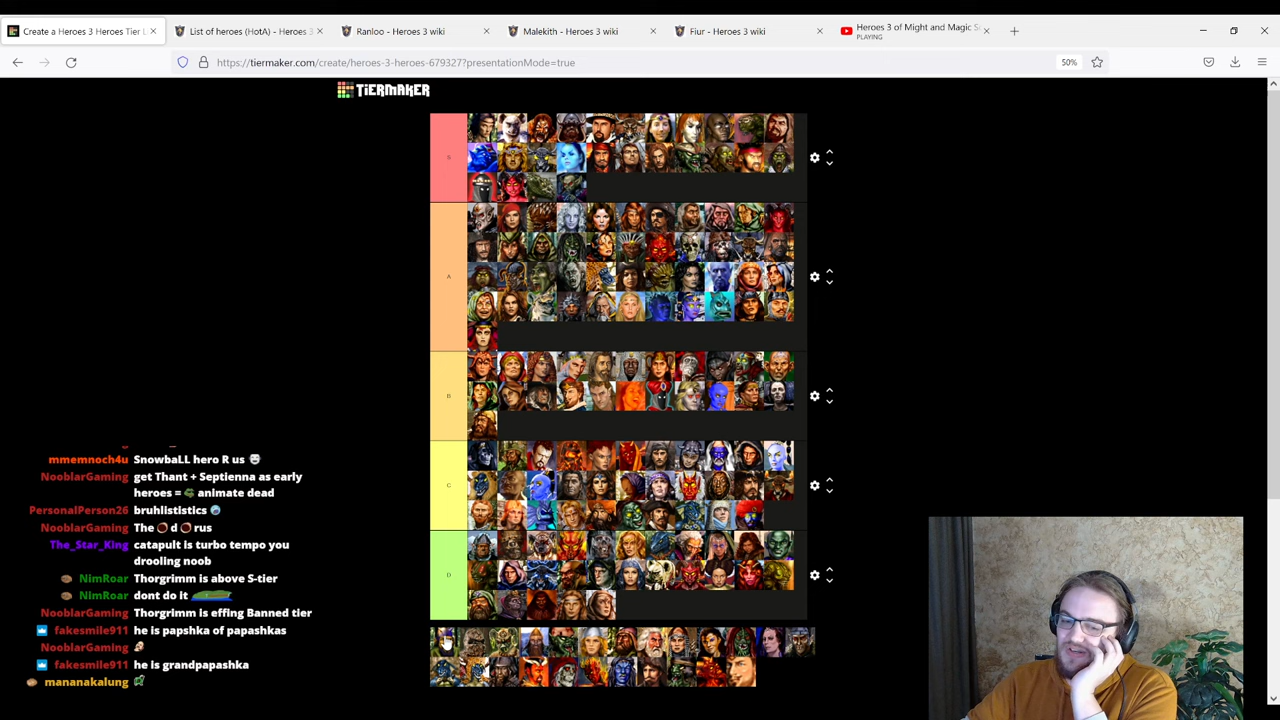 Create a Heroes 3 Heroes Tier L
List of heroes (HotA) - Heroes 3
Ranloo - Heroes 3 wiki
Malekith - Heroes 3 wiki
Fiur - Heroes 3 wiki
Heroes 3 of Might and Magic S
PLAYING
https://tiermaker.com/create/heroes-3-heroes-679327?presentationMode=true
50%
TIERMAKER
S
A
B
C
D
mmemnoch4u SnowbaLL hero R us
NooblarGaming get Thant + Septienna as early
heroes = animate dead
PersonalPerson26 bruhlististics
NooblarGaming The d rus
The_Star_King catapult is turbo tempo you
drooling noob
NimRoar Thorgrimm is above S-tier
NimRoar dont do it
NooblarGaming Thorgrimm is effing Banned tier
fakesmile911 he is papshka of papashkas
NooblarGaming
fakesmile911 he is grandpapashka
mananakalung